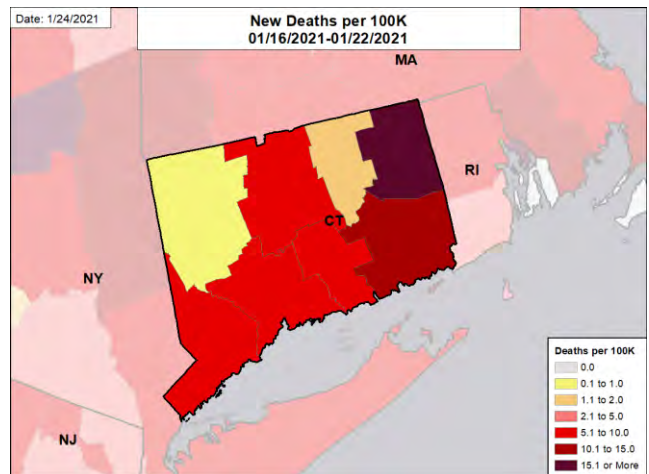 Date: 1/24/2021
New Deaths per 100K
01/16/2021-01/22/2021
MA
RI
CT
NY
NJ
Deaths per 100K
0.0
0.1 to 1.0
1.1 to 2.0
2.1 to 5.0
5.1 to 10.0
10.1 to 15.0
15.1 or More